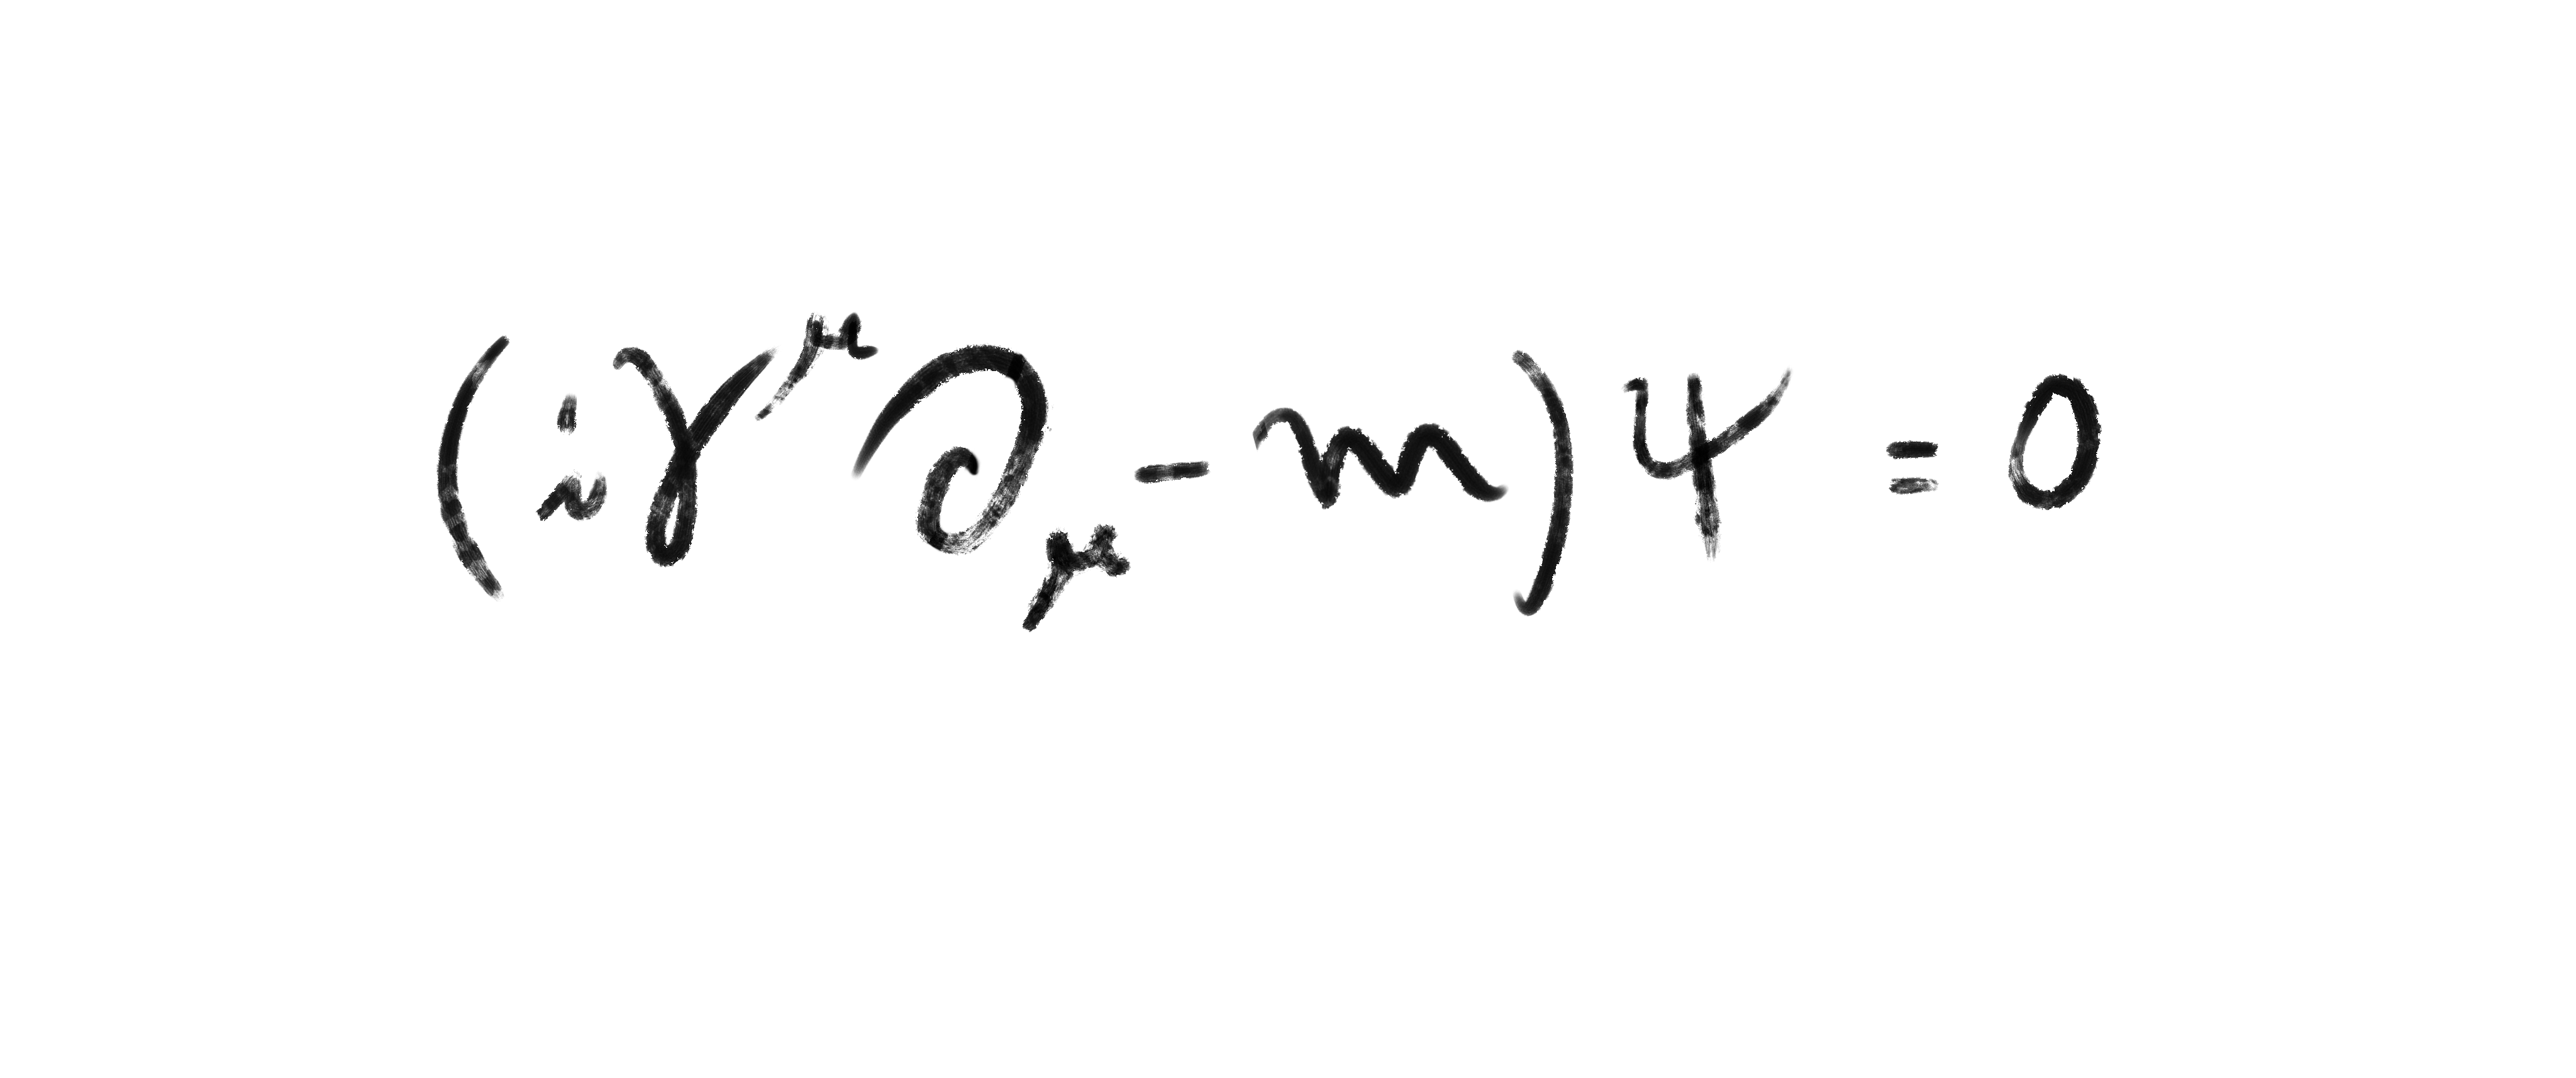 (iγ^μ ∂_μ - m)ψ = 0